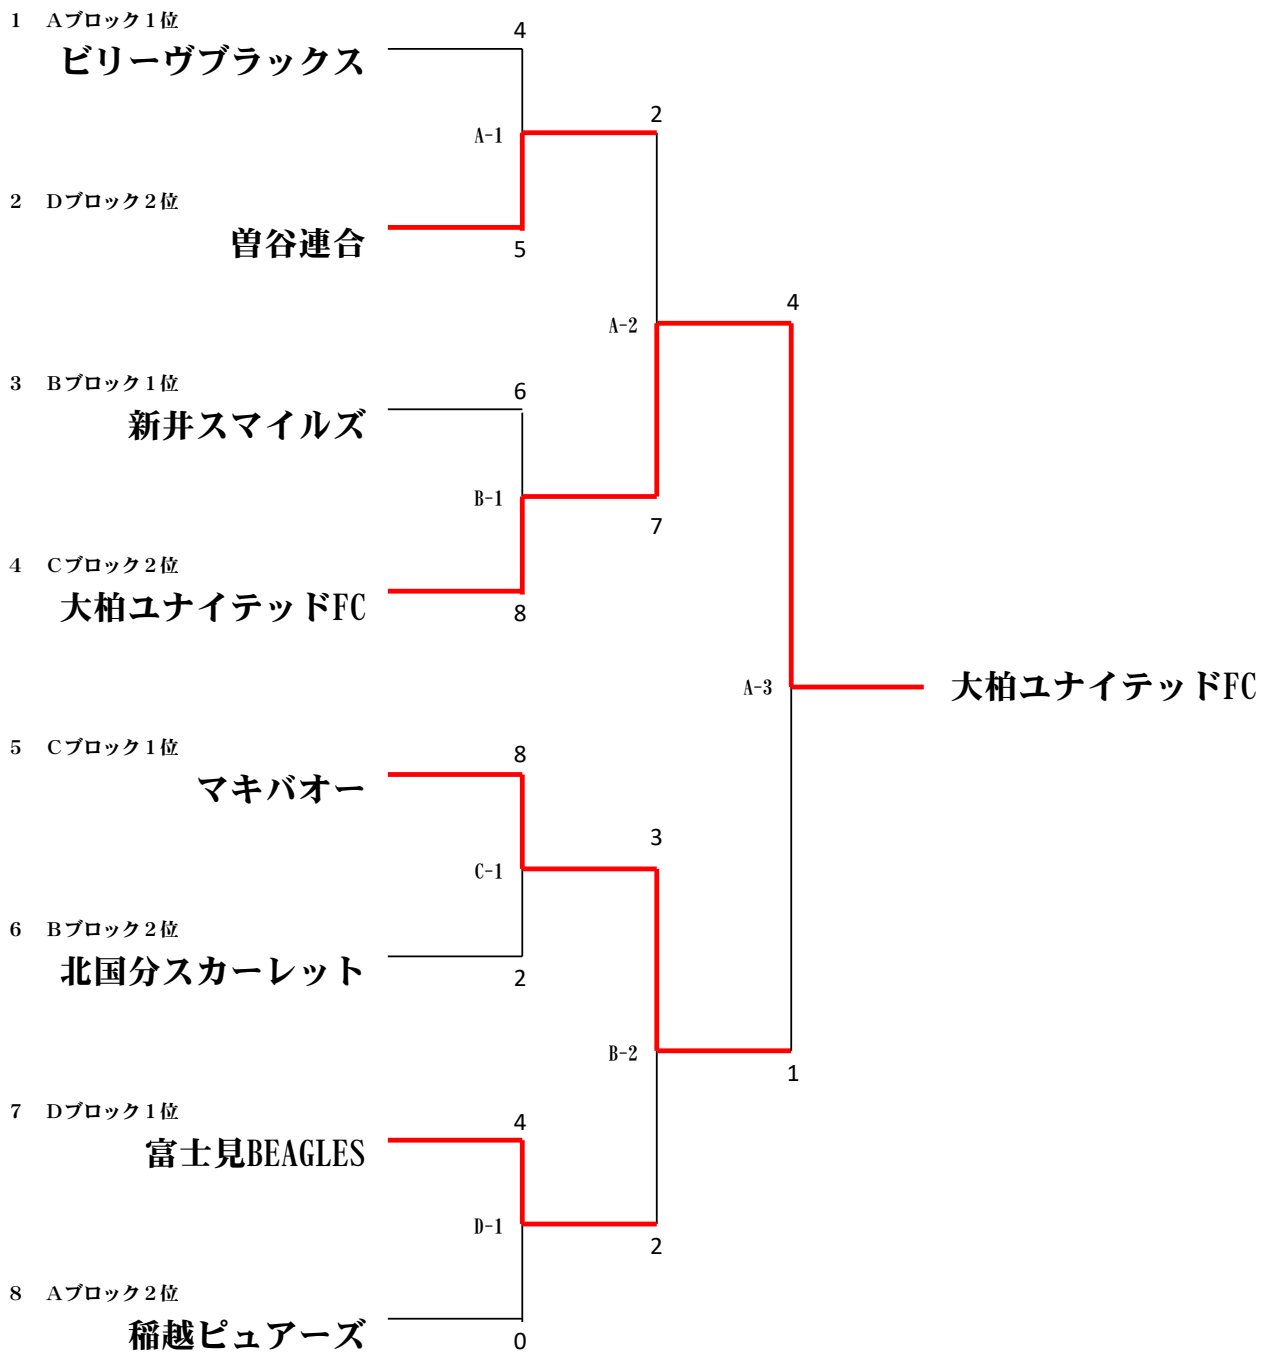 1 Aブロック１位
4
ビリーヴブラックス
2
A-1
2 Dブロック２位
曽谷連合
5
4
A-2
3 Bブロック１位
6
新井スマイルズ
B-1
7
4 Cブロック２位
大柏ユナイテッドFC
8
A-3
大柏ユナイテッドFC
5 Cブロック１位
8
マキバオー
3
C-1
6 Bブロック２位
北国分スカーレット
2
B-2
1
7 Dブロック１位
4
富士見BEAGLES
D-1
2
8 Aブロック２位
稲越ピュアーズ
0